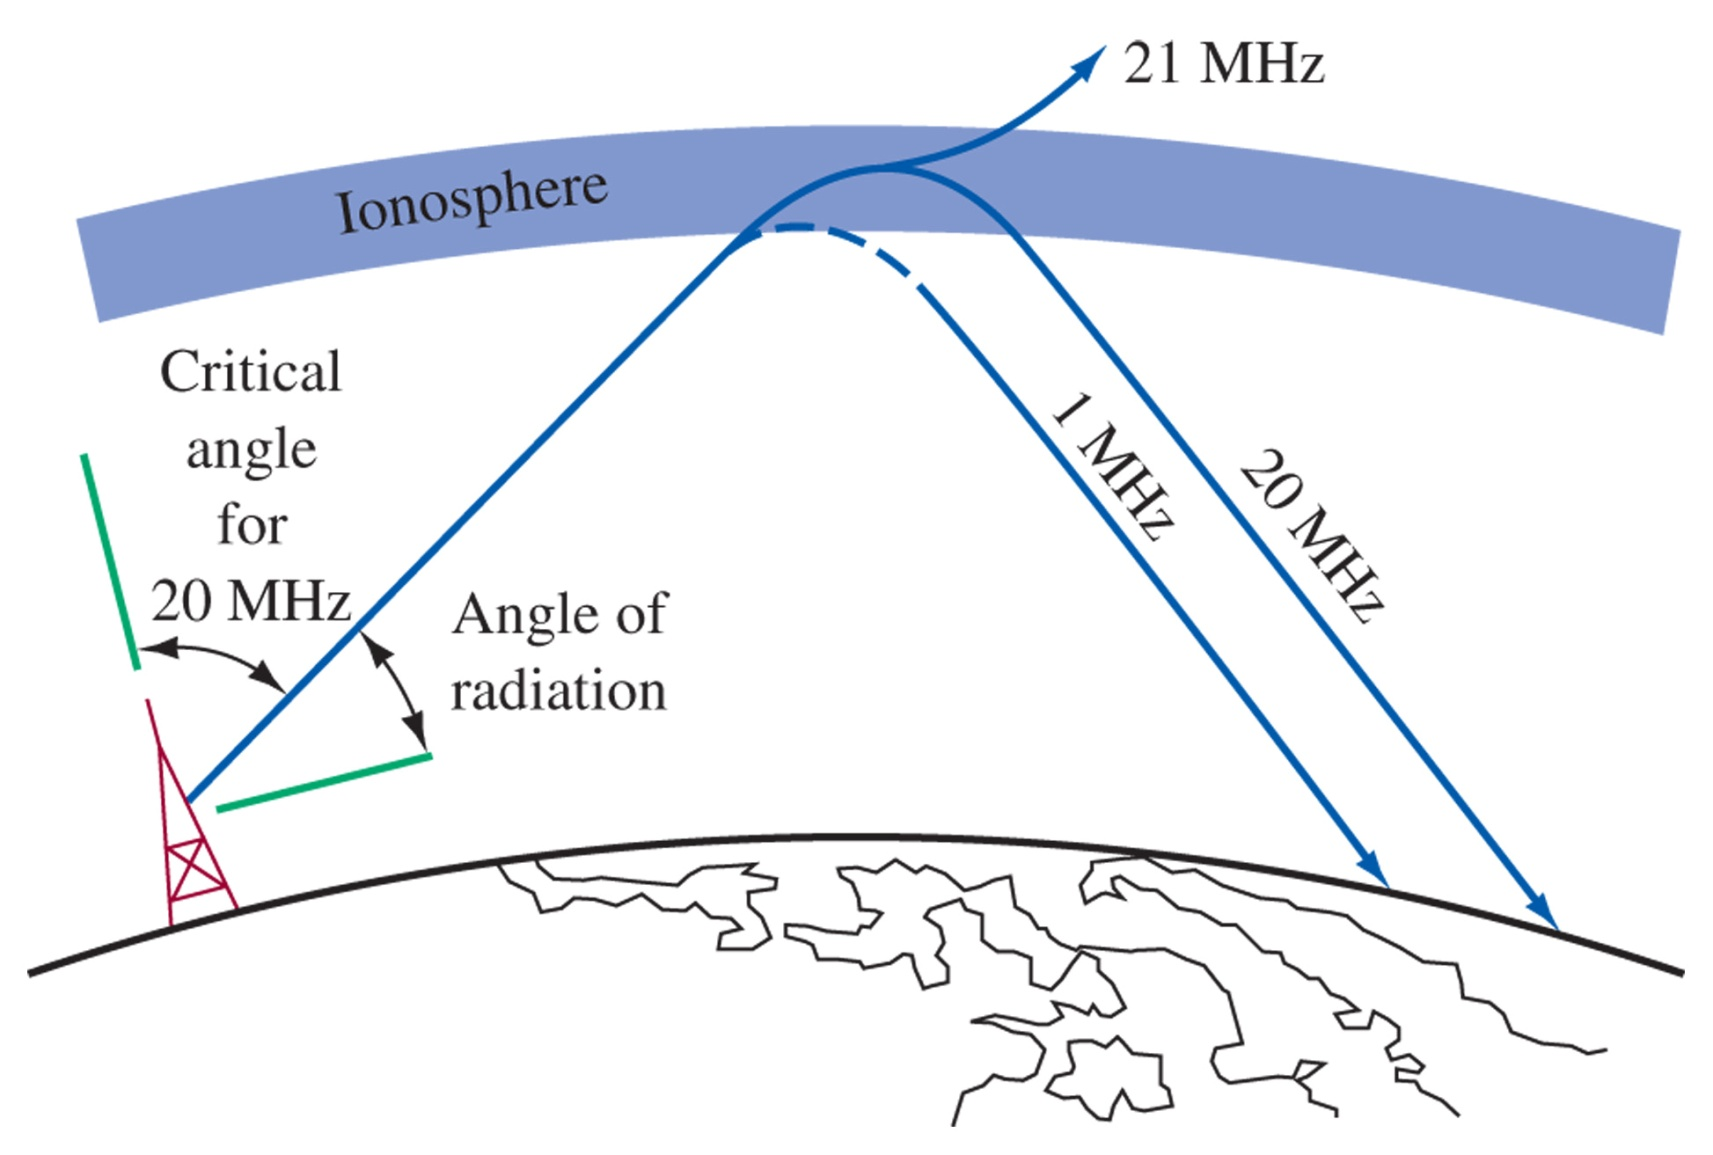 21 MHz
Ionosphere
Critical
angle
for
20 MHz
Angle of
radiation
1 MHz
20 MHz